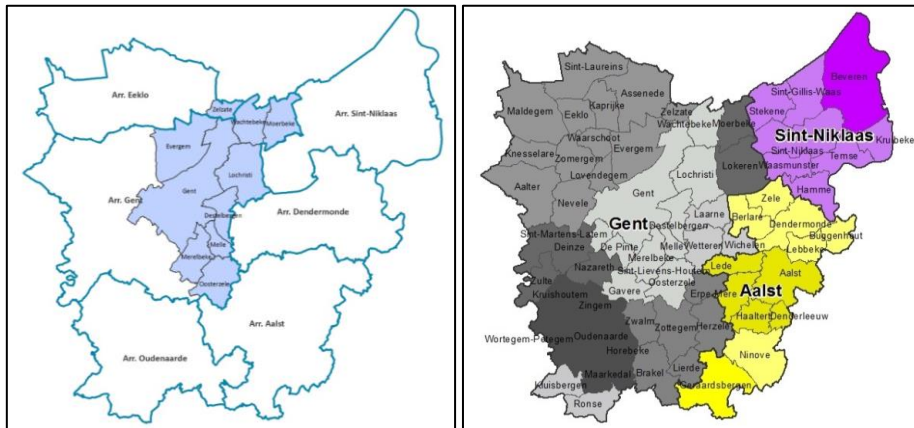 Arr. Eeklo
Arr. Sint-Niklaas
Zelzate
Wachtebeke
Moerbeke
Evergem
Lochristi
Arr. Gent
Gent
Destelbergen
Arr. Dendermonde
Melle
Merelbeke
Oosterzele
Arr. Aalst
Arr. Oudenaarde
Sint-Laureins
Beveren
Assenede
Sint-Gillis-Waas
Maldegem
Kaprijke
Stekene
Eeklo
Zelzate
Wachtebeke
Moerbeke
Sint-Niklaas
Kruibeke
Waarschoot
Knesselare
Evergem
Sint-Niklaas
Temse
Zomergem
Lochristi
Lokeren
Waasmunster
Lovendegem
Aalter
Gent
Hamme
Nevele
Zele
Laarne
Berlare
Gent
Destelbergen
Dendermonde
Sint-Martens-Latem
Buggenhout
Deinze
De Pinte
Melle
Wetteren
Wichelen
Lebbeke
Merelbeke
Nazareth
Sint-Lievens-Houtem
Lede
Aalst
Zulte
Oosterzele
Kruishoutem
Gavere
Erpe-Mere
Aalst
Zingem
Haaltert
Denderleeuw
Zwalm
Zottegem
Herzele
Wortegem-Petegem
Oudenaarde
Horebeke
Ninove
Maarkedal
Brakel
Lierde
Kluisbergen
Geraardsbergen
Ronse